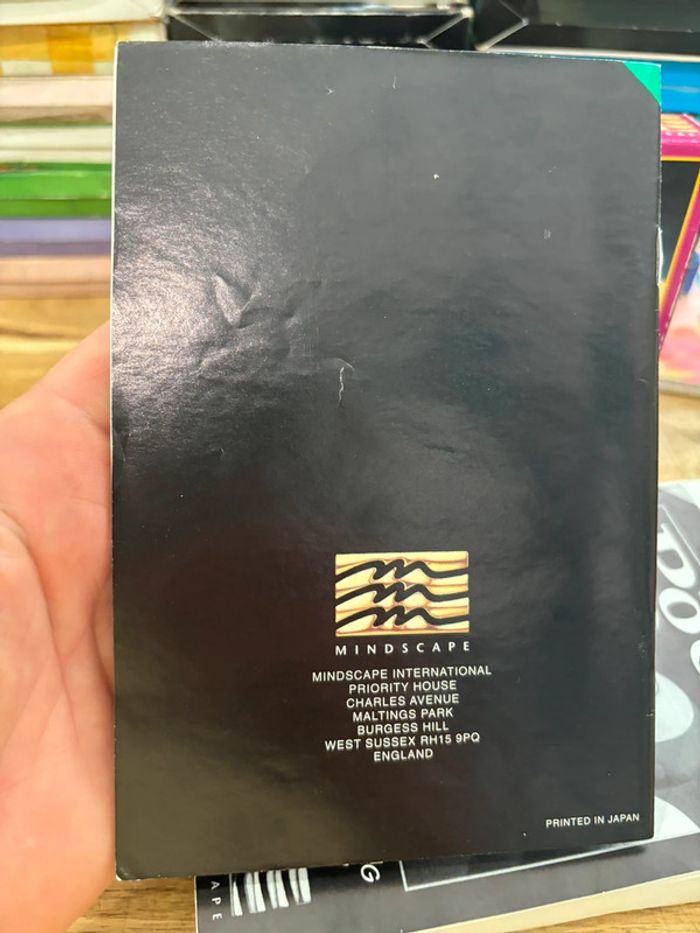 MINDSCAPE
MINDSCAPE INTERNATIONAL
PRIORITY HOUSE
CHARLES AVENUE
MALTINGS PARK
BURGESS HILL
WEST SUSSEX RH15 9PQ
ENGLAND
PRINTED IN JAPAN